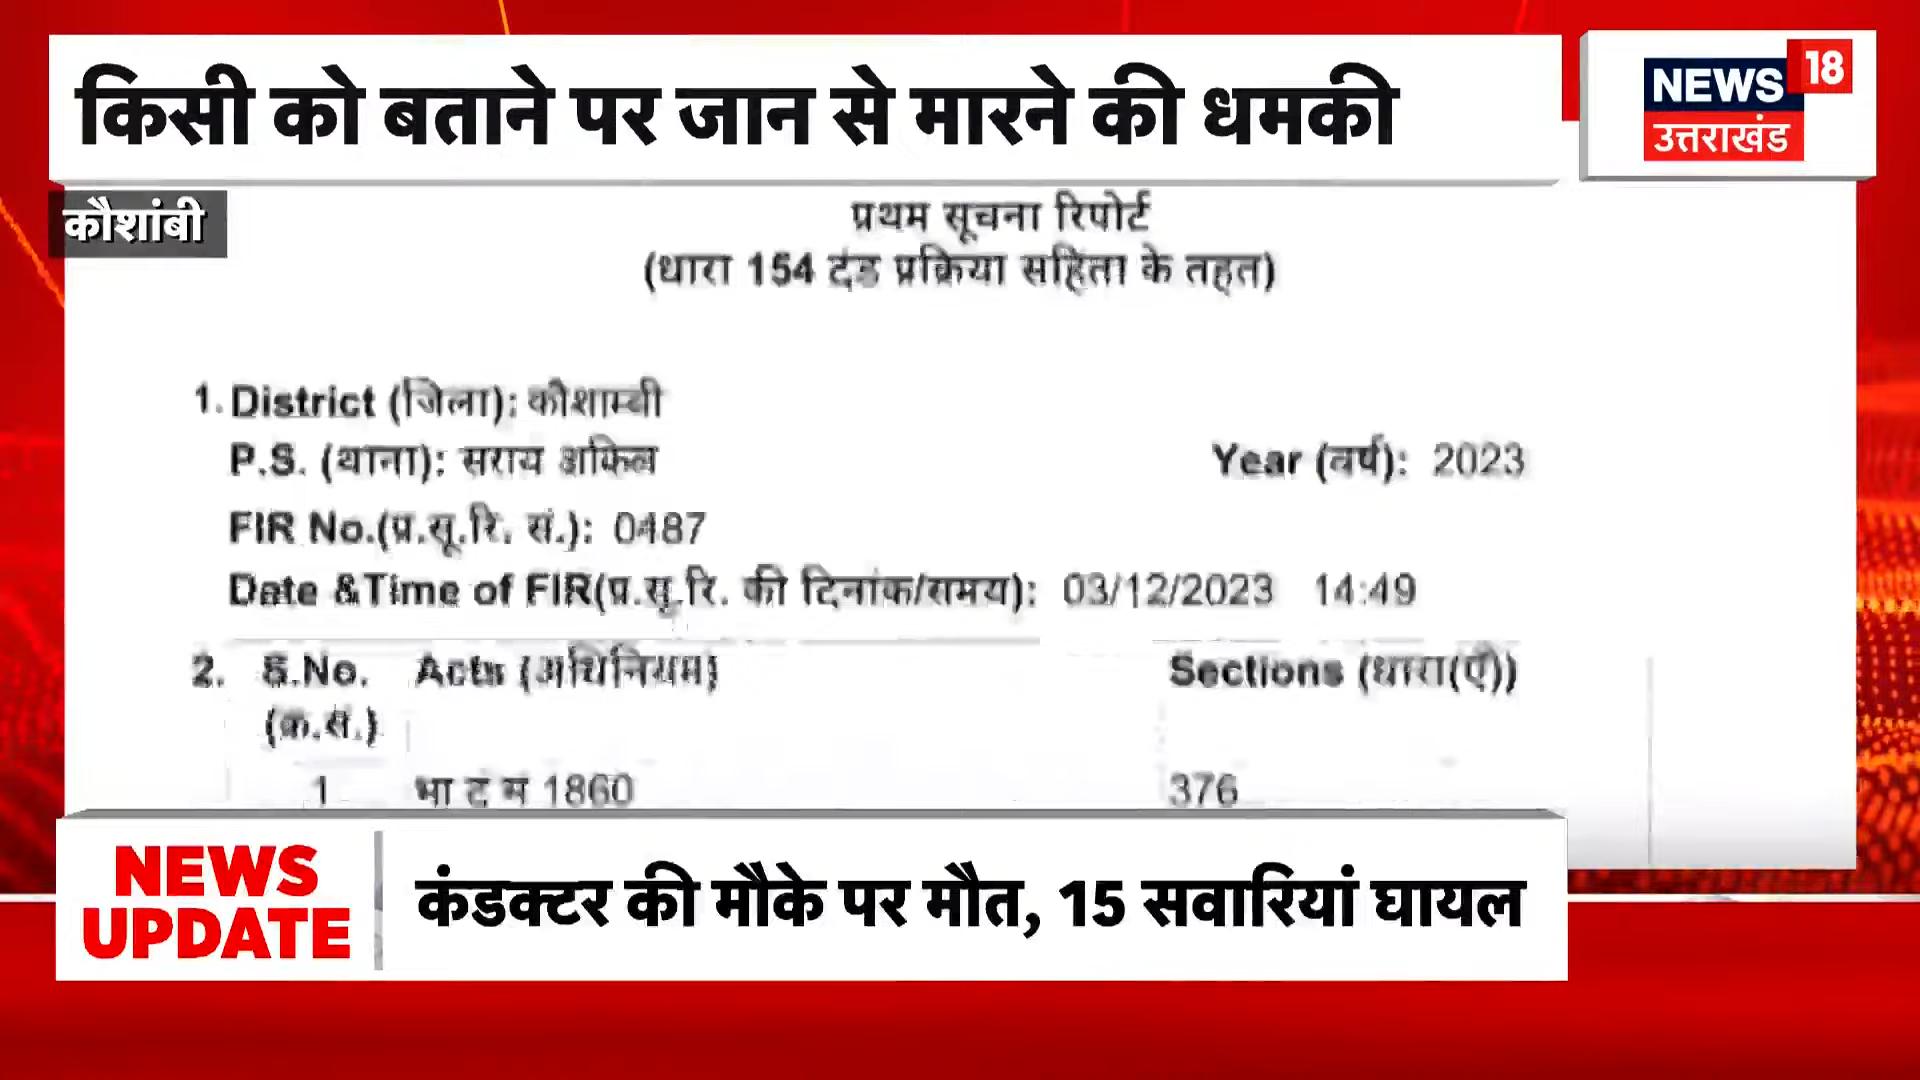 किसी को बताने पर जान से मारने की धमकी
NEWS 18
उत्तराखंड
कौशांबी
प्रथम सूचना रिपोर्ट
(धारा 154 दंड प्रक्रिया संहिता के तहत)
1. District (जिला): कौशाम्बी
P.S. (थाना): सराय अकिल
Year (वर्ष): 2023
FIR No.(प्र.सू.रि. सं.): 0487
Date &Time of FIR(प्र.सू.रि. की दिनांक/समय): 03/12/2023 14:49
2. S.No. Acts (अधिनियम) Sections (धारा(एँ))
(क्र.सं.)
1 भा द स 1860 376
NEWS
UPDATE
कंडक्टर की मौके पर मौत, 15 सवारियां घायल